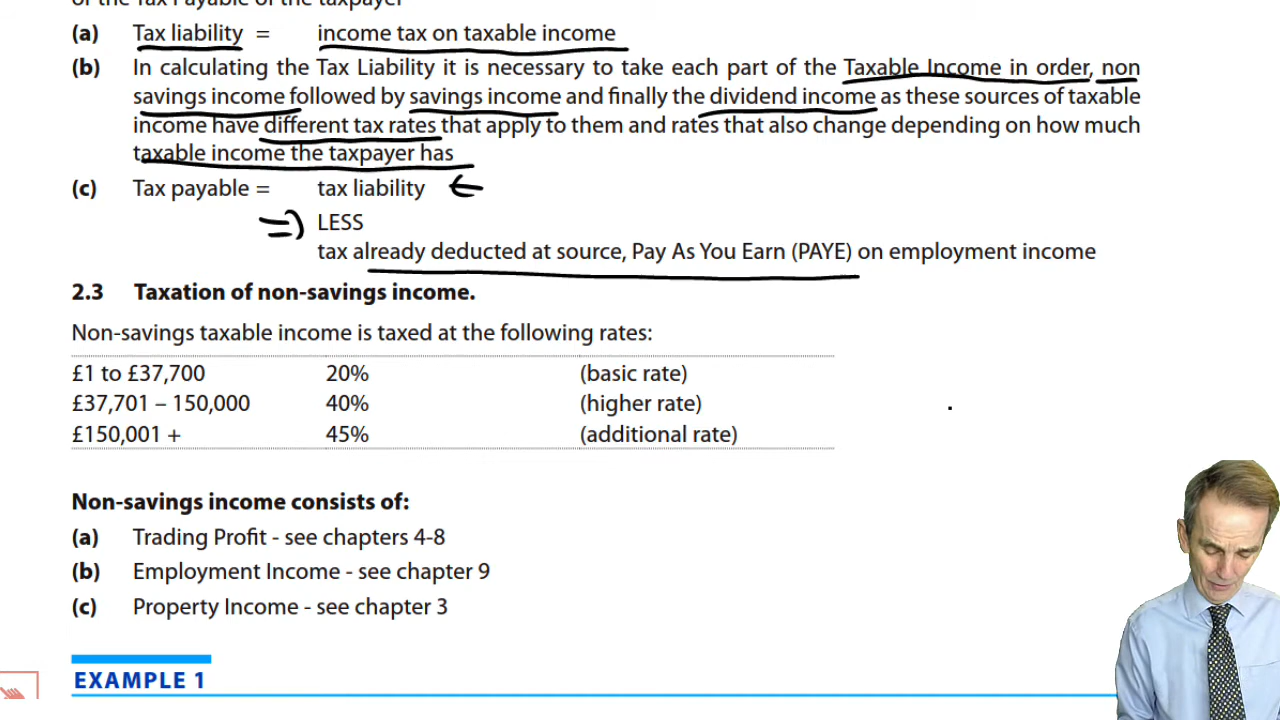 of the Tax Payable of the taxpayer
(a) Tax liability = income tax on taxable income
(b) In calculating the Tax Liability it is necessary to take each part of the Taxable Income in order, non
savings income followed by savings income and finally the dividend income as these sources of taxable
income have different tax rates that apply to them and rates that also change depending on how much
taxable income the taxpayer has
(c) Tax payable = tax liability
LESS
tax already deducted at source, Pay As You Earn (PAYE) on employment income
2.3 Taxation of non-savings income.
Non-savings taxable income is taxed at the following rates:
£1 to £37,700 20% (basic rate)
£37,701 – 150,000 40% (higher rate)
£150,001 + 45% (additional rate)
Non-savings income consists of:
(a) Trading Profit - see chapters 4-8
(b) Employment Income - see chapter 9
(c) Property Income - see chapter 3
EXAMPLE 1